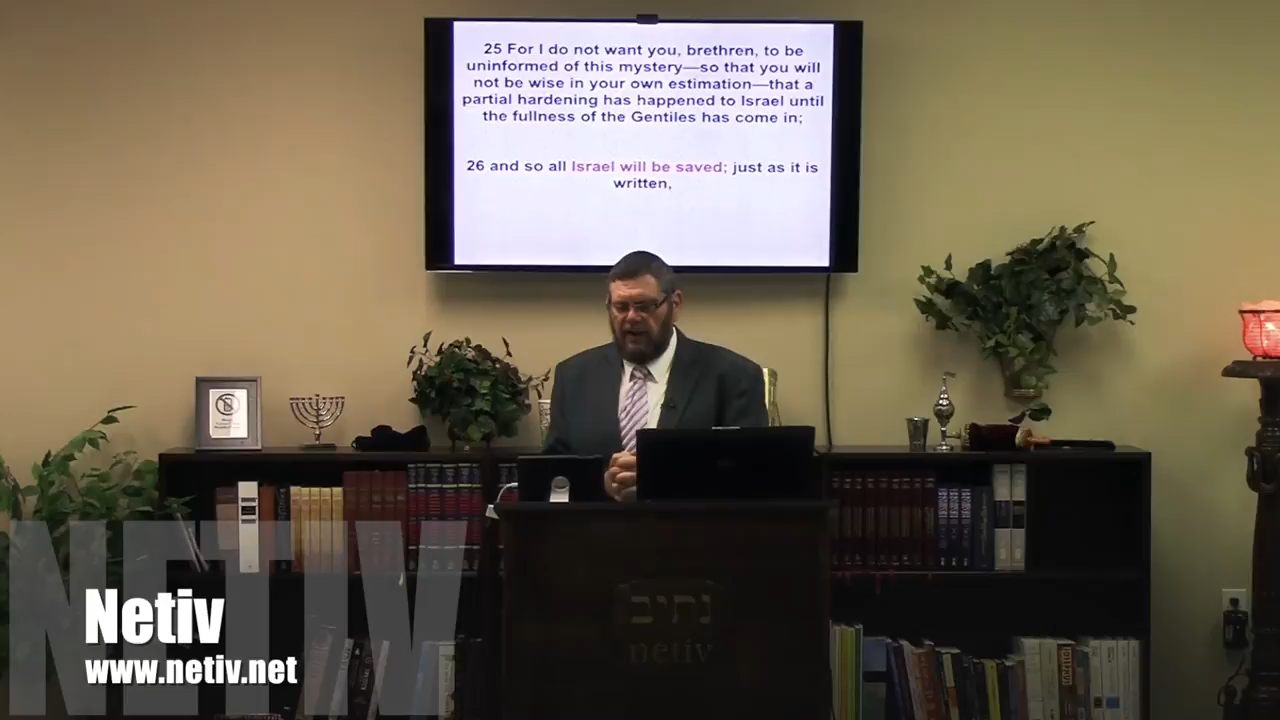 25 For I do not want you, brethren, to be
uninformed of this mystery—so that you will
not be wise in your own estimation—that a
partial hardening has happened to Israel until
the fullness of the Gentiles has come in;
26 and so all Israel will be saved; just as it is
written,
נתיב
netiv
NETIV
Netiv
www.netiv.net